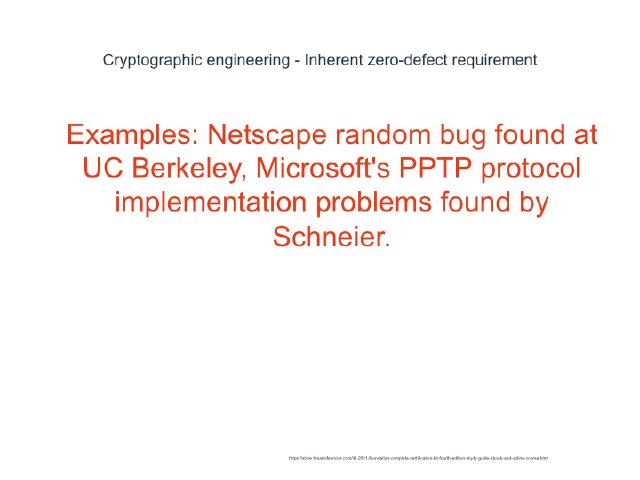 Cryptographic engineering - Inherent zero-defect requirement
Examples: Netscape random bug found at
UC Berkeley, Microsoft's PPTP protocol
implementation problems found by
Schneier.